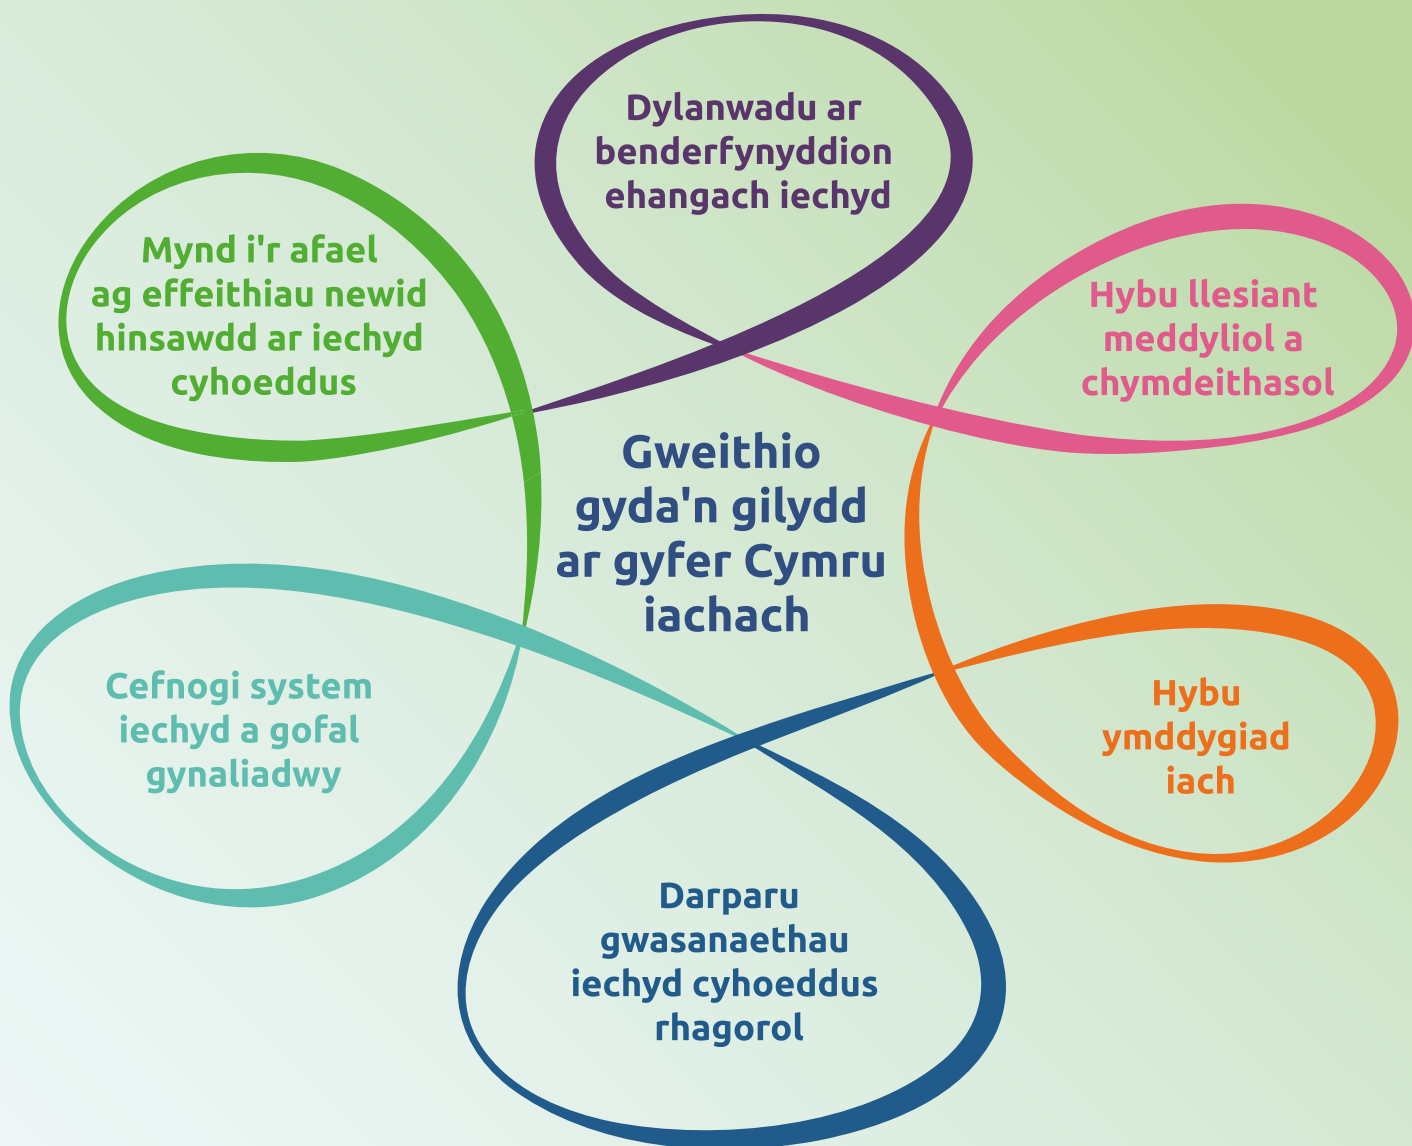 Dylanwadu ar
benderfynyddion
ehangach iechyd
Mynd i'r afael
ag effeithiau newid
hinsawdd ar iechyd
cyhoeddus
Hybu llesiant
meddyliol a
chymdeithasol
Gweithio
gyda'n gilydd
ar gyfer Cymru
iachach
Cefnogi system
iechyd a gofal
gynaliadwy
Hybu
ymddygiad
iach
Darparu
gwasanaethau
iechyd cyhoeddus
rhagorol